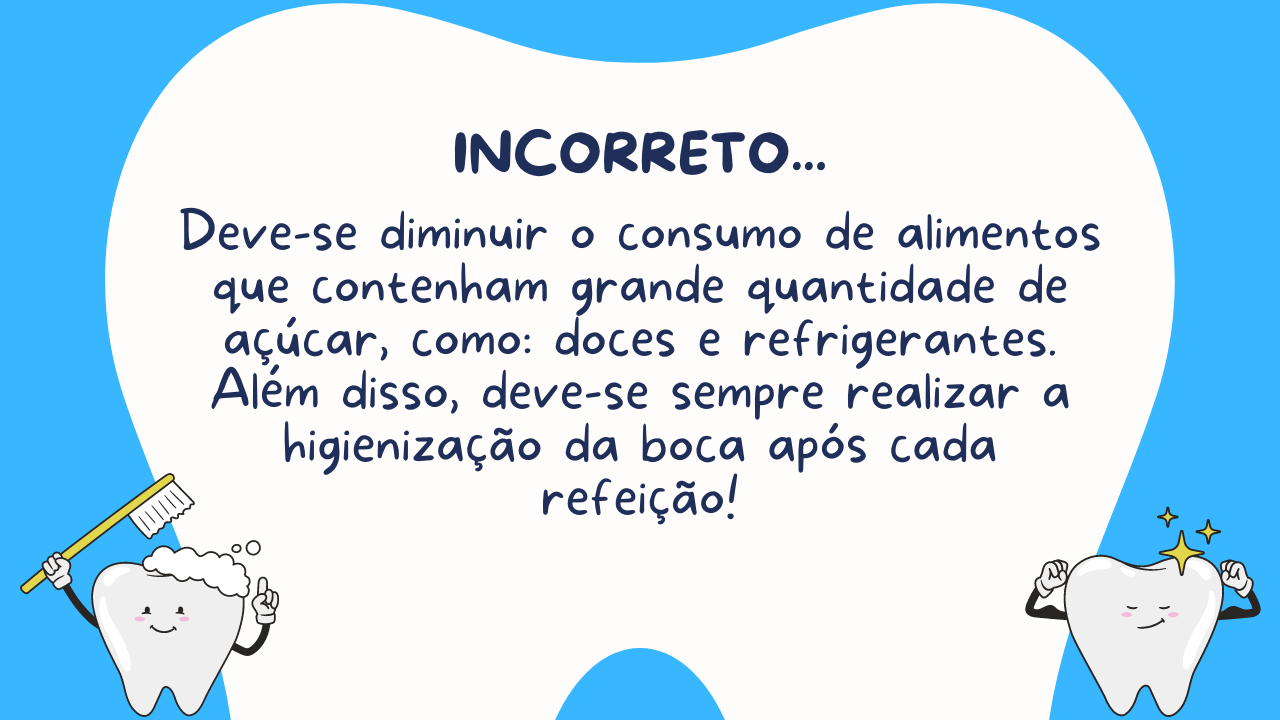 INCORRETO...
Deve-se diminuir o consumo de alimentos
que contenham grande quantidade de
açúcar, como: doces e refrigerantes.
Além disso, deve-se sempre realizar a
higienização da boca após cada
refeição!